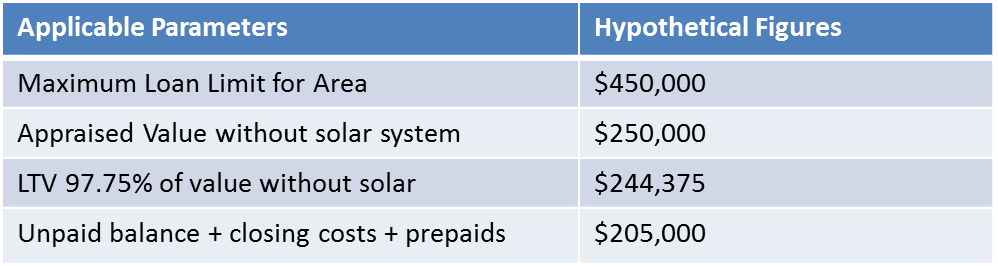 Applicable Parameters Hypothetical Figures
Maximum Loan Limit for Area $450,000
Appraised Value without solar system $250,000
LTV 97.75% of value without solar $244,375
Unpaid balance + closing costs + prepaids $205,000